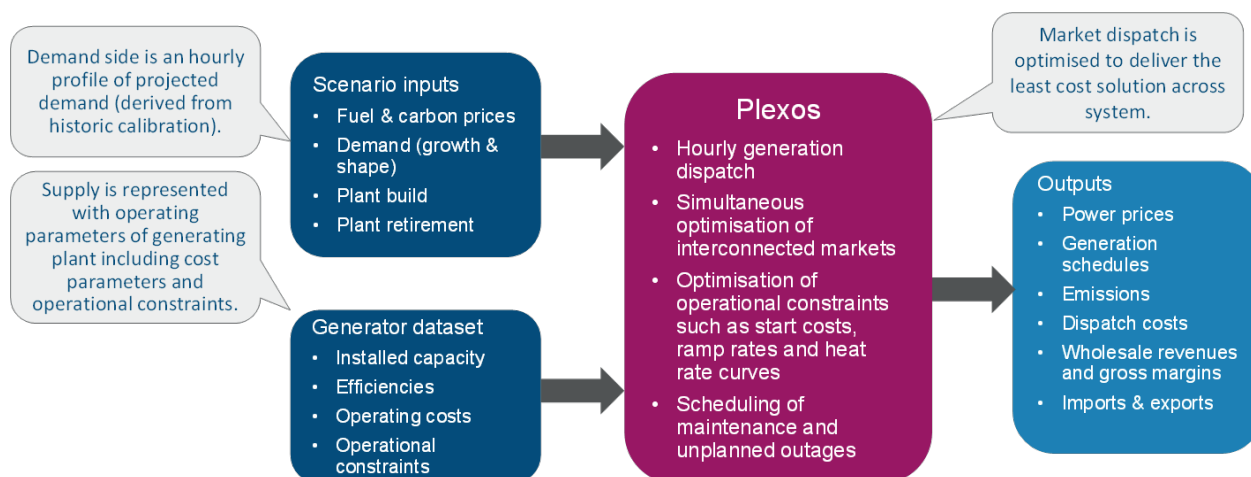 Demand side is an hourly
profile of projected
demand (derived from
historic calibration).
Supply is represented
with operating
parameters of generating
plant including cost
parameters and
operational constraints.
Scenario inputs
• Fuel & carbon prices
• Demand (growth &
shape)
• Plant build
• Plant retirement
Generator dataset
• Installed capacity
• Efficiencies
• Operating costs
• Operational
constraints
Plexos
• Hourly generation
dispatch
• Simultaneous
optimisation of
interconnected markets
• Optimisation of
operational constraints
such as start costs,
ramp rates and heat
rate curves
• Scheduling of
maintenance and
unplanned outages
Market dispatch is
optimised to deliver the
least cost solution across
system.
Outputs
• Power prices
• Generation
schedules
• Emissions
• Dispatch costs
• Wholesale revenues
and gross margins
• Imports & exports